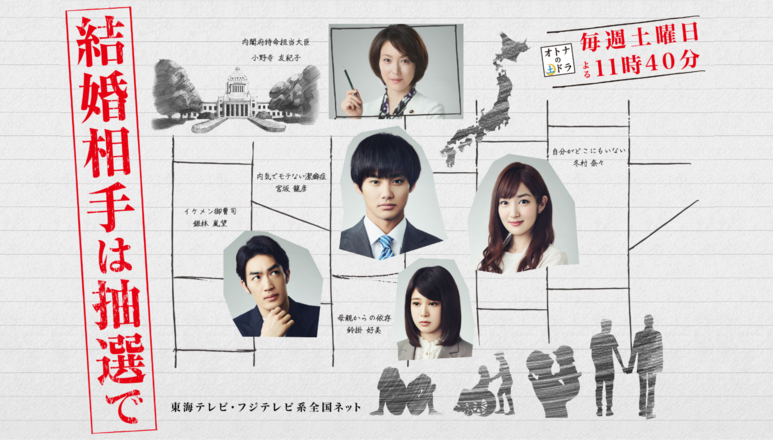 結婚相手は抽選で
内閣府特命担当大臣
小野寺 友紀子
オトナ
の
土ドラ
毎週土曜日
よる11時40分
自分がどこにもいない
冬村 奈々
内気でモテない潔癖症
宮坂 龍彦
イケメン御曹司
銀林 嵐望
母親からの依存
鈴掛 好美
東海テレビ・フジテレビ系全国ネット